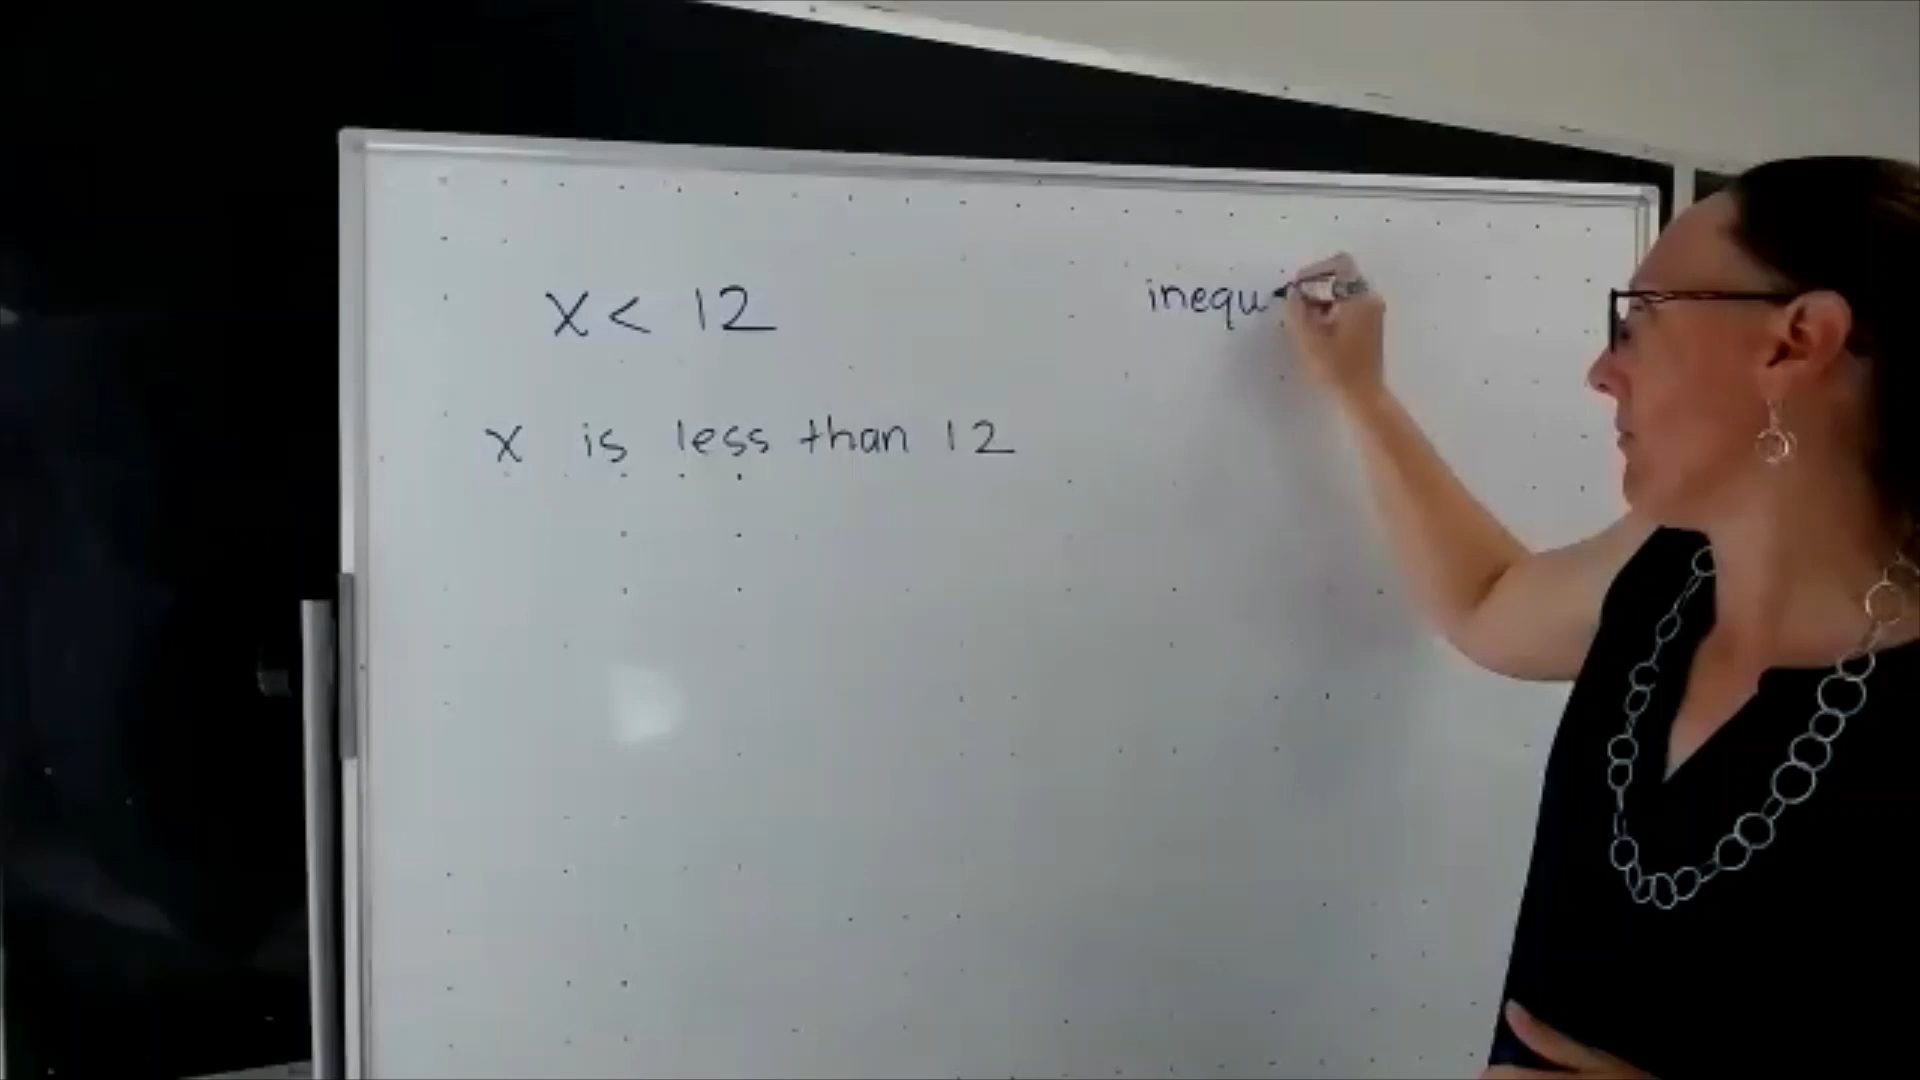 x < 12
inequ
x is less than 12